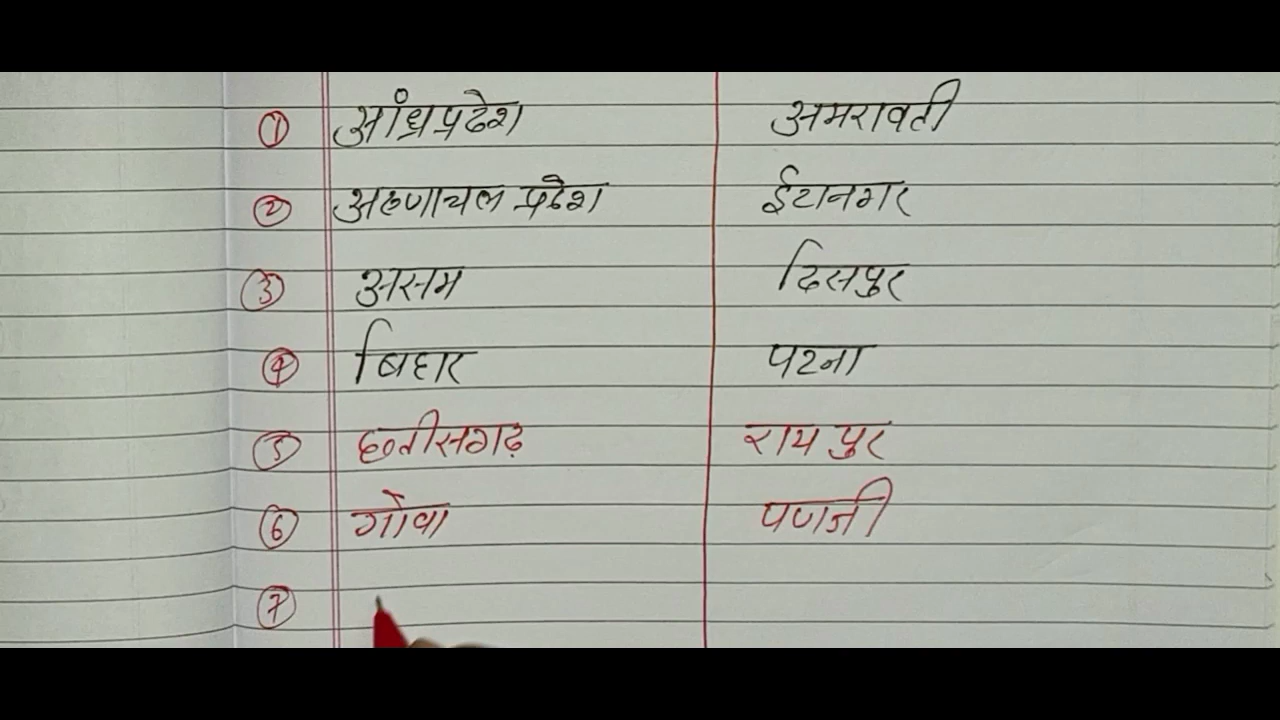 ① आंध्रप्रदेश अमरावती
② अरुणाचल प्रदेश ईटानगर
③ असम दिसपुर
④ बिहार पटना
⑤ छत्तीसगढ़ रायपुर
⑥ गोवा पणजी
⑦